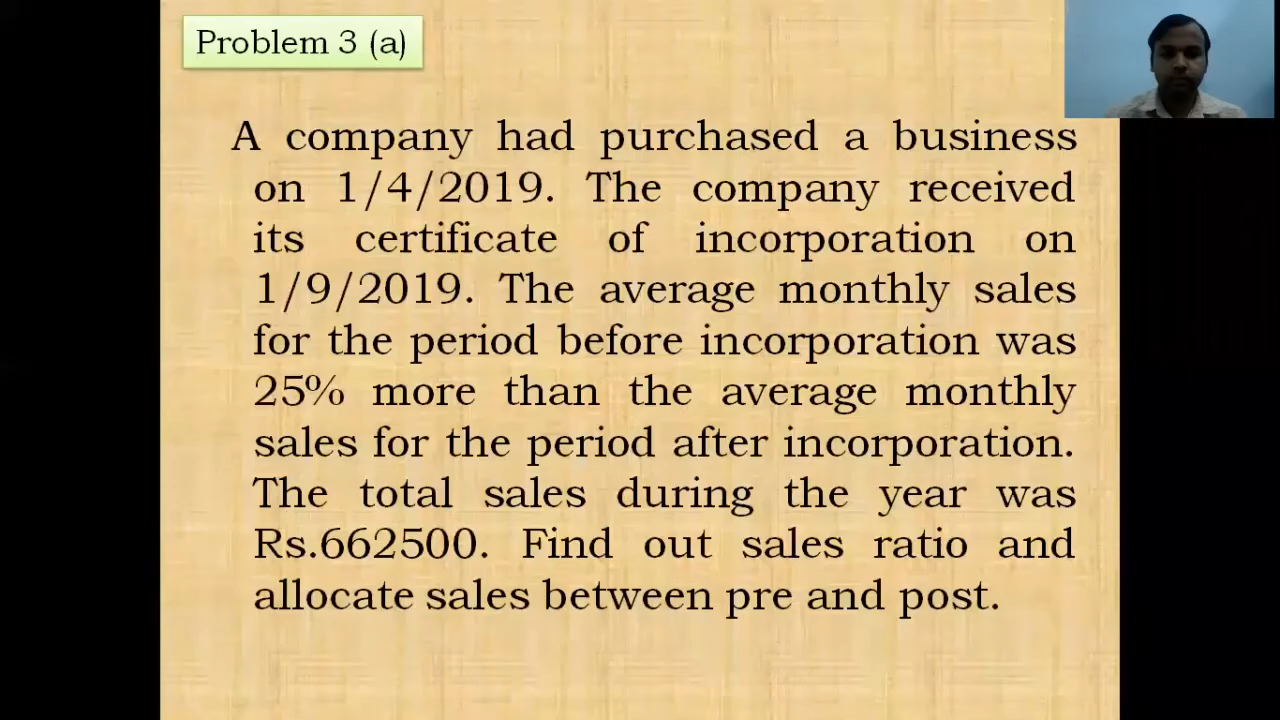 Problem 3 (a)
A company had purchased a business
on 1/4/2019. The company received
its certificate of incorporation on
1/9/2019. The average monthly sales
for the period before incorporation was
25% more than the average monthly
sales for the period after incorporation.
The total sales during the year was
Rs.662500. Find out sales ratio and
allocate sales between pre and post.